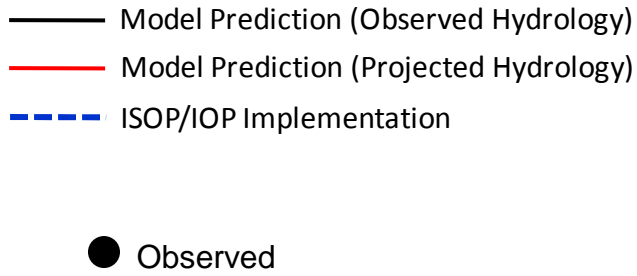 Model Prediction (Observed Hydrology)
Model Prediction (Projected Hydrology)
ISOP/IOP Implementation
Observed